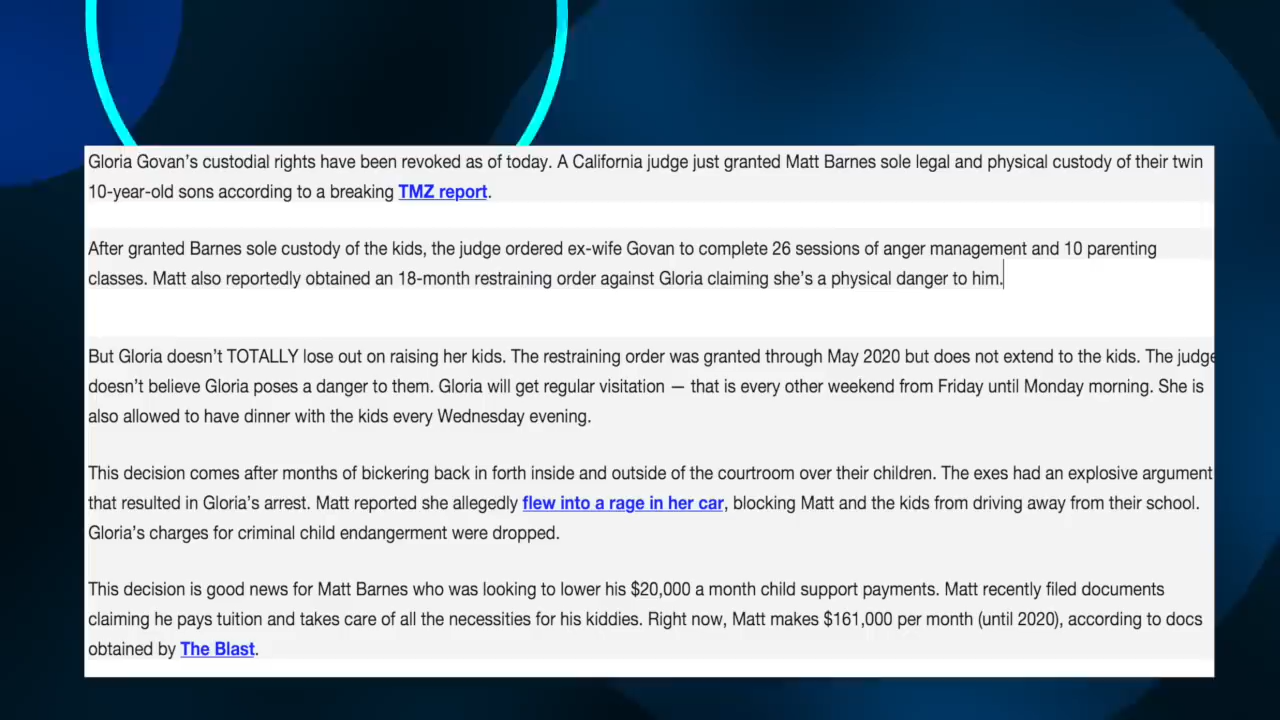 Gloria Govan's custodial rights have been revoked as of today. A California judge just granted Matt Barnes sole legal and physical custody of their twin
10-year-old sons according to a breaking TMZ report.
After granted Barnes sole custody of the kids, the judge ordered ex-wife Govan to complete 26 sessions of anger management and 10 parenting
classes. Matt also reportedly obtained an 18-month restraining order against Gloria claiming she's a physical danger to him.
But Gloria doesn't TOTALLY lose out on raising her kids. The restraining order was granted through May 2020 but does not extend to the kids. The judge
doesn't believe Gloria poses a danger to them. Gloria will get regular visitation — that is every other weekend from Friday until Monday morning. She is
also allowed to have dinner with the kids every Wednesday evening.
This decision comes after months of bickering back in forth inside and outside of the courtroom over their children. The exes had an explosive argument
that resulted in Gloria's arrest. Matt reported she allegedly flew into a rage in her car, blocking Matt and the kids from driving away from their school.
Gloria's charges for criminal child endangerment were dropped.
This decision is good news for Matt Barnes who was looking to lower his $20,000 a month child support payments. Matt recently filed documents
claiming he pays tuition and takes care of all the necessities for his kiddies. Right now, Matt makes $161,000 per month (until 2020), according to docs
obtained by The Blast.